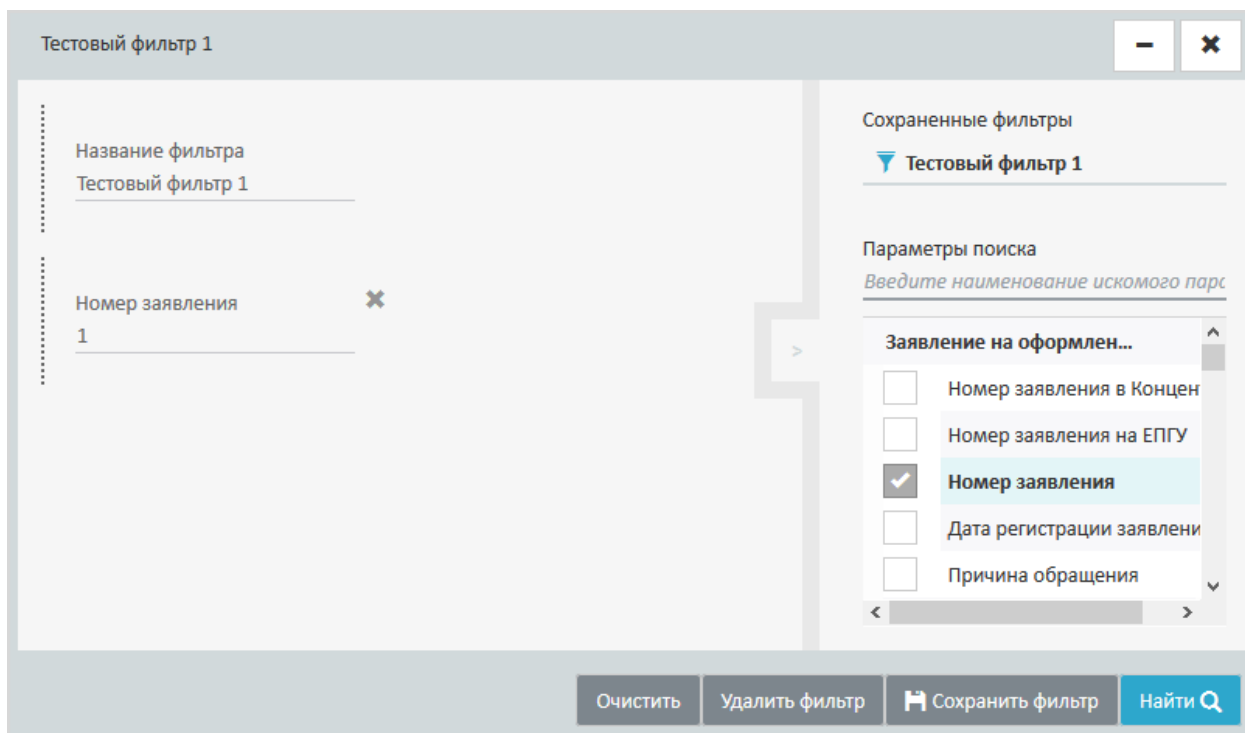 Тестовый фильтр 1
Название фильтра
Тестовый фильтр 1
Номер заявления
1
>
Сохраненные фильтры
Тестовый фильтр 1
Параметры поиска
Введите наименование искомого пара
Заявление на оформлен...
Номер заявления в Концен
Номер заявления на ЕПГУ
Номер заявления
Дата регистрации заявлени
Причина обращения
Очистить
Удалить фильтр
Сохранить фильтр
Найти